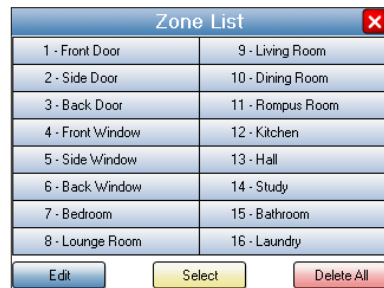 Zone List
1 - Front Door
2 - Side Door
3 - Back Door
4 - Front Window
5 - Side Window
6 - Back Window
7 - Bedroom
8 - Lounge Room
9 - Living Room
10 - Dining Room
11 - Rompus Room
12 - Kitchen
13 - Hall
14 - Study
15 - Bathroom
16 - Laundry
Edit
Select
Delete All